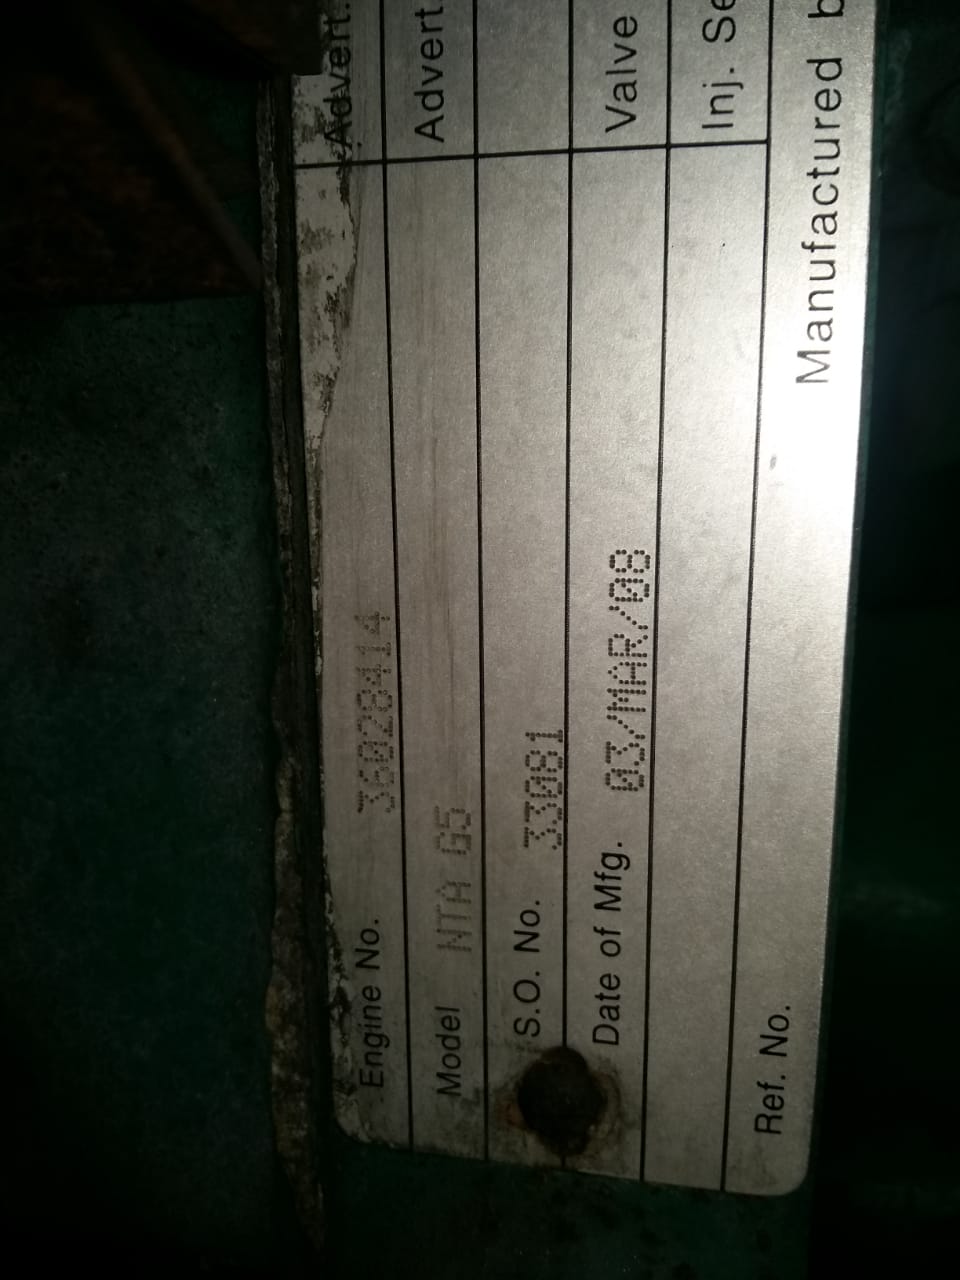 Engine No. 36028414 Advert.
Model NTA G5 Advert.
S.O. No. 33081
Date of Mfg. 03/MAR/08 Valve
Inj. Se
Ref. No.
Manufactured b